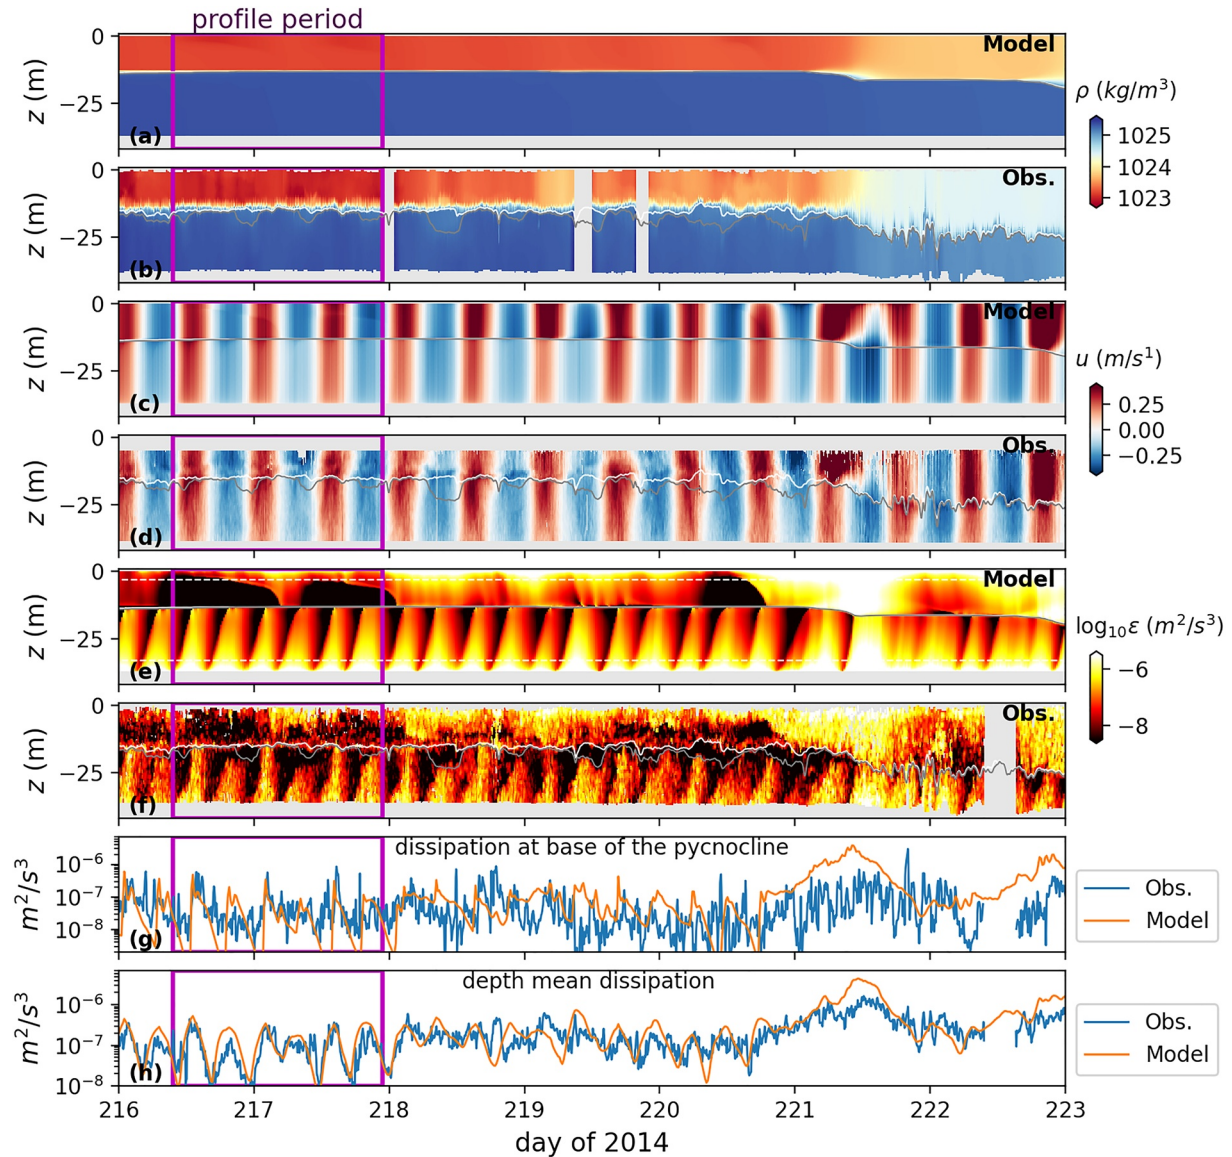 profile period
0
−25
z (m)
Model
(a)
ρ (kg/m³)
1025
1024
1023
0
−25
z (m)
Obs.
(b)
0
−25
z (m)
Model
(c)
u (m/s¹)
0.25
0.00
−0.25
0
−25
z (m)
Obs.
(d)
0
−25
z (m)
Model
(e)
log₁₀ε (m²/s³)
−6
−8
0
−25
z (m)
Obs.
(f)
dissipation at base of the pycnocline
10⁻⁶
10⁻⁷
10⁻⁸
m²/s³
(g)
Obs.
Model
depth mean dissipation
10⁻⁶
10⁻⁷
10⁻⁸
m²/s³
(h)
Obs.
Model
216 217 218 219 220 221 222 223
day of 2014